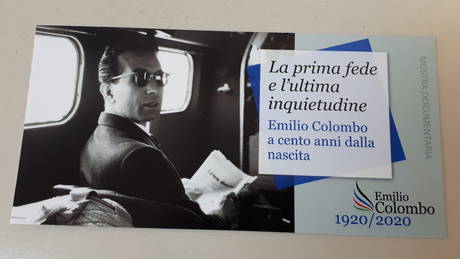 La prima fede
e l'ultima
inquietudine
Emilio Colombo
a cento anni dalla
nascita
MOSTRA DOCUMENTARIA
Emilio
Colombo
1920/2020